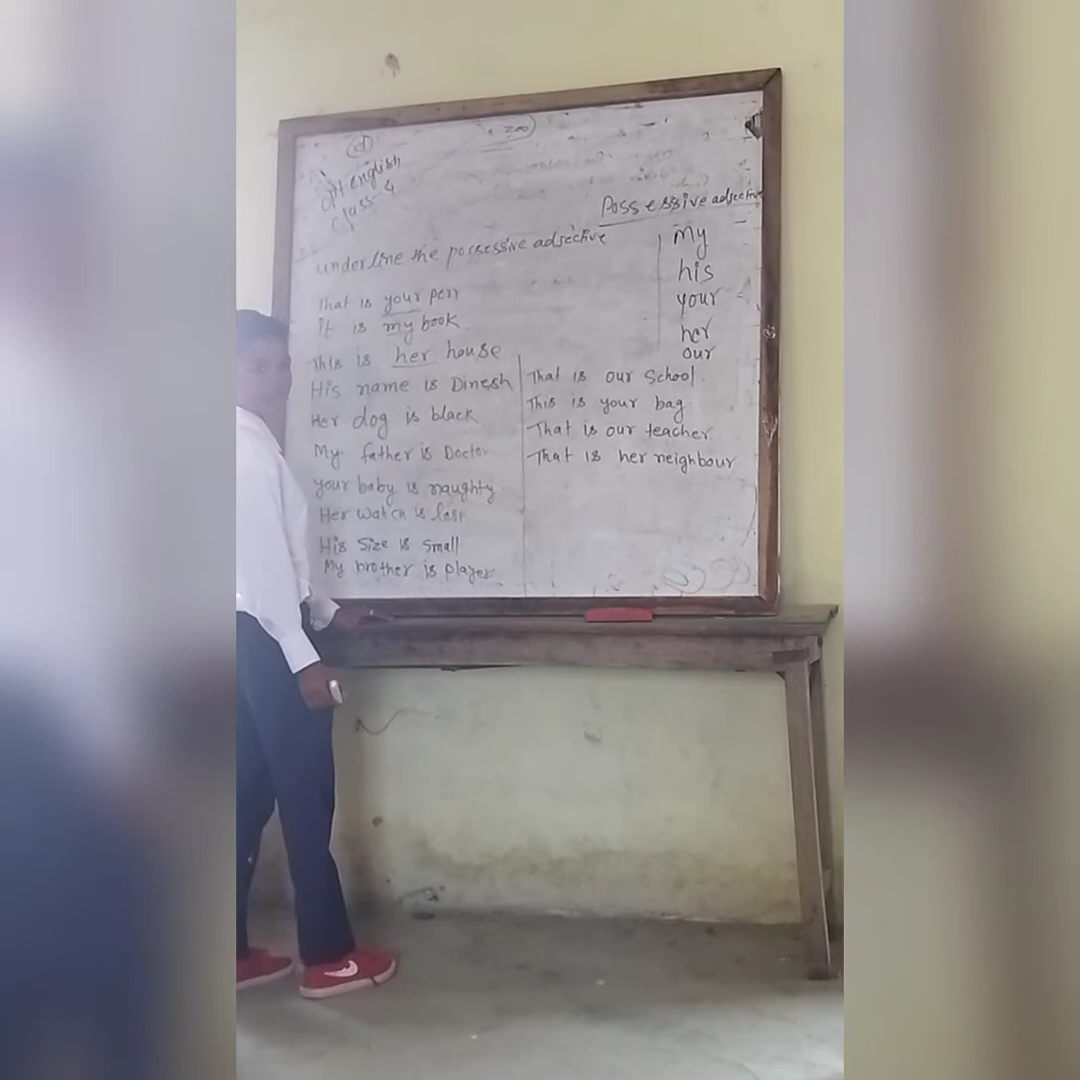 zoo
English
Class-4
Possessive adjective
underline the possessive adjective
My
his
your
her
our
That is your pen
it is my book
This is her house
His name is Dinesh
Her dog is black
My father is Doctor
your baby is naughty
Her watch is
His size is small
My brother is player
That is our school.
This is your bag
That is our teacher
That is her neighbour